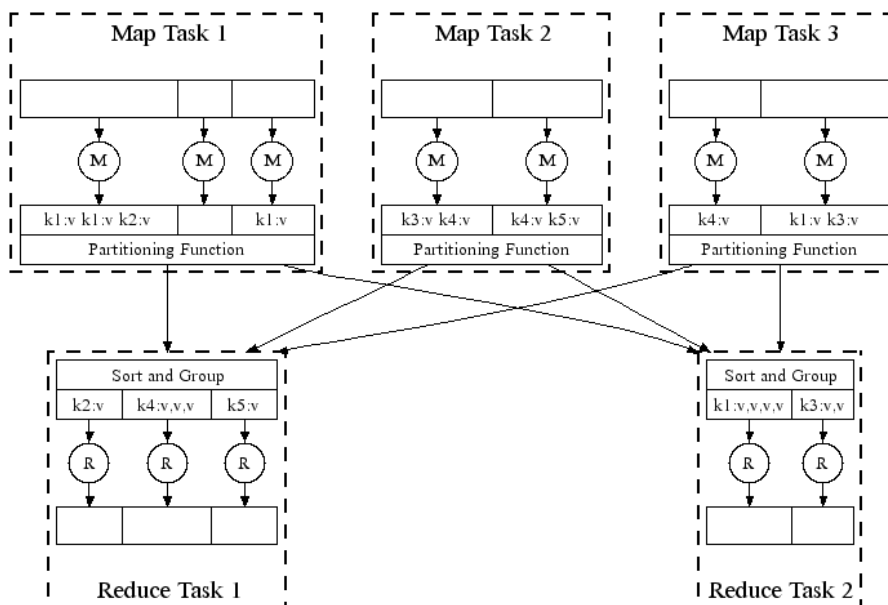 Map Task 1 Map Task 2 Map Task 3
M M M M M M M
k1:v k1:v k2:v k1:v k3:v k4:v k4:v k5:v k4:v k1:v k3:v
Partitioning Function Partitioning Function Partitioning Function
Sort and Group Sort and Group
k2:v k4:v,v,v k5:v k1:v,v,v,v k3:v,v
R R R R R
Reduce Task 1 Reduce Task 2